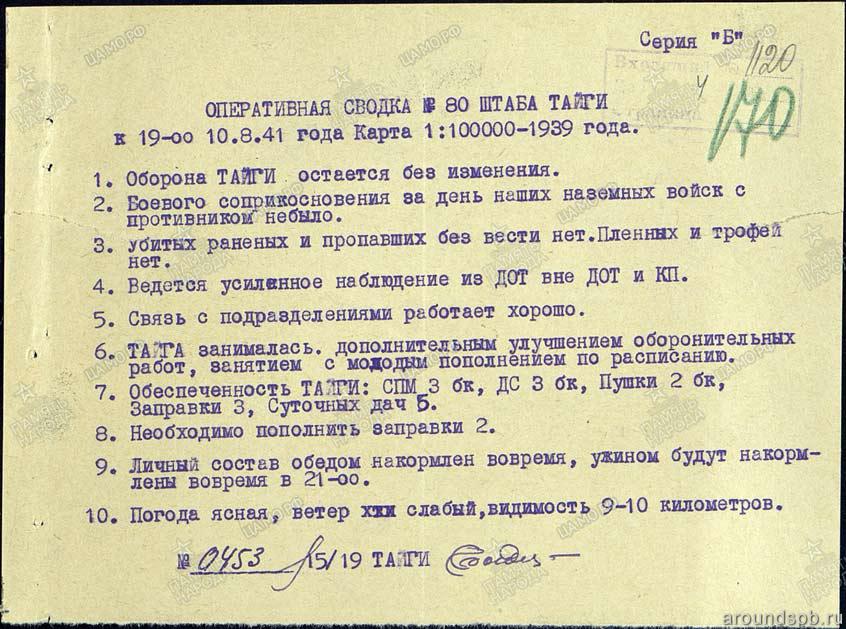 Серия "Б"
1120
Входящий
170
ОПЕРАТИВНАЯ СВОДКА № 80 ШТАБА ТАЙГИ
к 19-оо 10.8.41 года Карта 1:100000-1939 года.
1. Оборона ТАЙГИ остается без изменения.
2. Боевого соприкосновения за день наших наземных войск с
противником небыло.
3. Убитых раненых и пропавших без вести нет.Пленных и трофей
нет.
4. Ведется усиленное наблюдение из ДОТ вне ДОТ и КП.
5. Связь с подразделениями работает хорошо.
6. ТАЙГА занималась. дополнительным улучшением оборонительных
работ, занятием с молодым пополнением по расписанию.
7. Обеспеченность ТАЙГИ: СПМ 3 бк, ДС 3 бк, Пушки 2 бк,
Заправки 3, Суточных дач 5.
8. Необходимо пополнить заправки 2.
9. Личный состав обедом накормлен вовремя, ужином будут накорм-
лены вовремя в 21-оо.
10. Погода ясная, ветер слабый,видимость 9-10 километров.
№ 0453 15/19 ТАЙГИ
ЦАМО.РФ
ПАМЯТЬ НАРОДА
aroundspb.ru